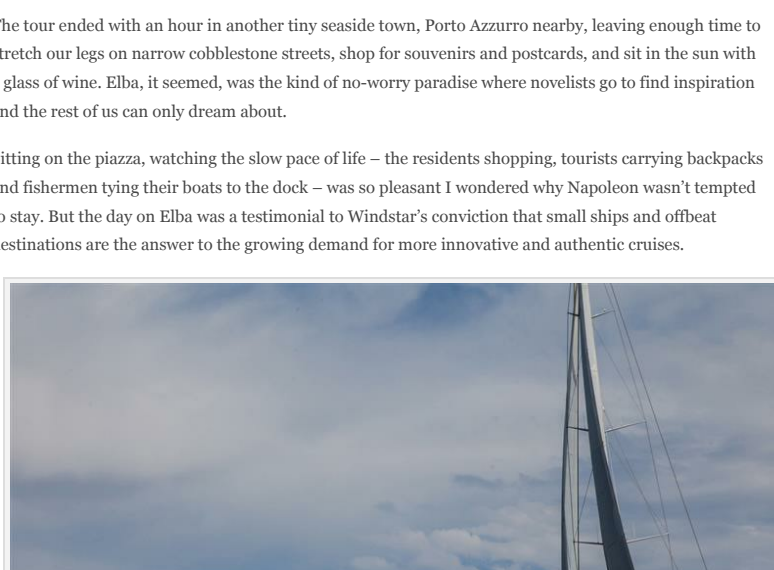 The tour ended with an hour in another tiny seaside town, Porto Azzurro nearby, leaving enough time to
tretch our legs on narrow cobblestone streets, shop for souvenirs and postcards, and sit in the sun with
glass of wine. Elba, it seemed, was the kind of no-worry paradise where novelists go to find inspiration
nd the rest of us can only dream about.
itting on the piazza, watching the slow pace of life – the residents shopping, tourists carrying backpacks
nd fishermen tying their boats to the dock – was so pleasant I wondered why Napoleon wasn’t tempted
o stay. But the day on Elba was a testimonial to Windstar’s conviction that small ships and offbeat
estinations are the answer to the growing demand for more innovative and authentic cruises.